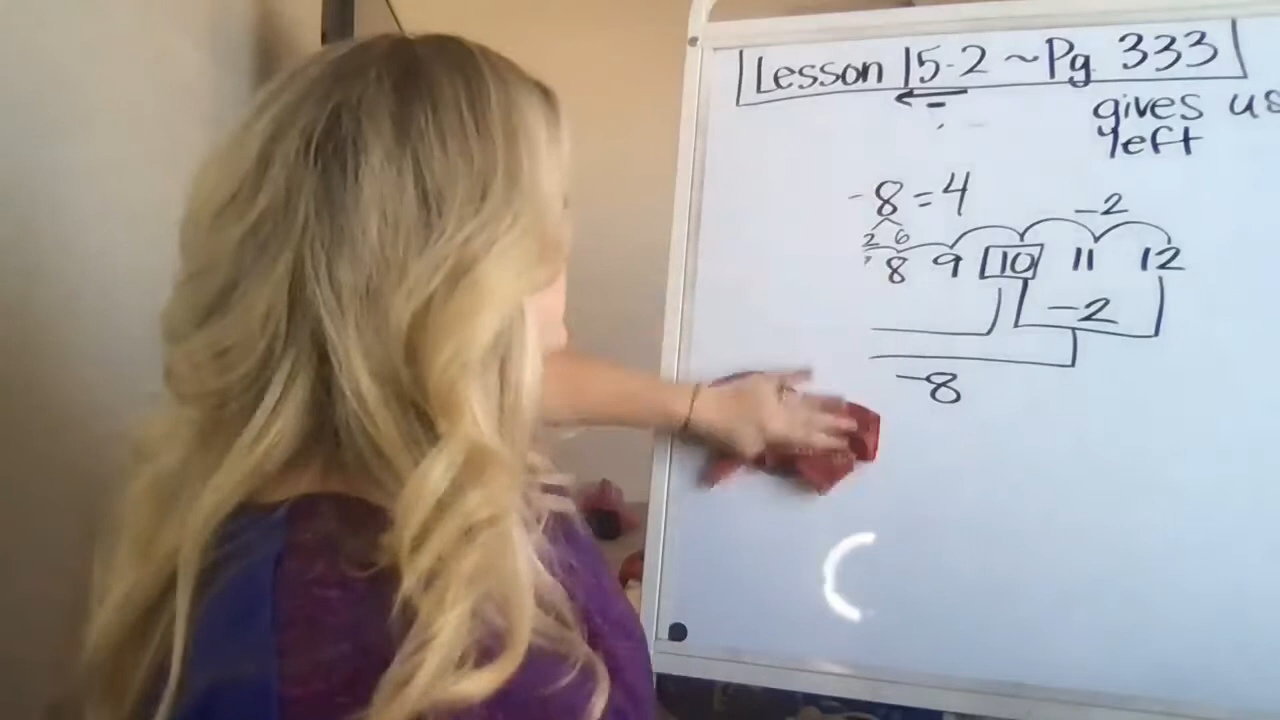 Lesson 15-2 ~ Pg 333
← -
gives us
left
-8 = 4
2 6
-2
8 9 10 11 12
-2
-8